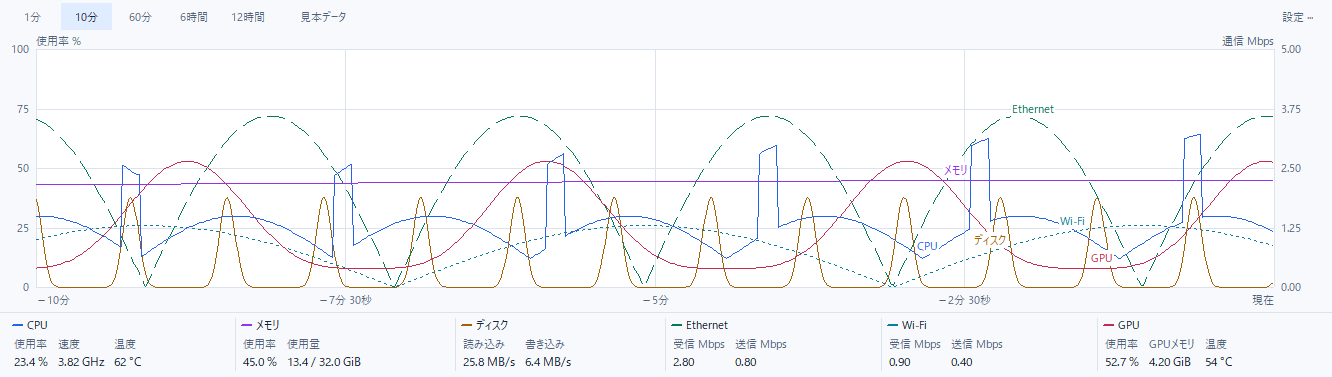 1分 10分 60分 6時間 12時間 見本データ 設定 ...
使用率 % 通信 Mbps
100 5.00
Ethernet
75 3.75
メモリ
50 2.50
Wi-Fi
25 1.25
ディスク
CPU
GPU
0 0.00
－10分 －7分 30秒 －5分 －2分 30秒 現在
CPU メモリ ディスク Ethernet Wi-Fi GPU
使用率 速度 温度 使用率 使用量 読み込み 書き込み 受信 Mbps 送信 Mbps 受信 Mbps 送信 Mbps 使用率 GPUメモリ 温度
23.4 % 3.82 GHz 62 °C 45.0 % 13.4 / 32.0 GiB 25.8 MB/s 6.4 MB/s 2.80 0.80 0.90 0.40 52.7 % 4.20 GiB 54 °C